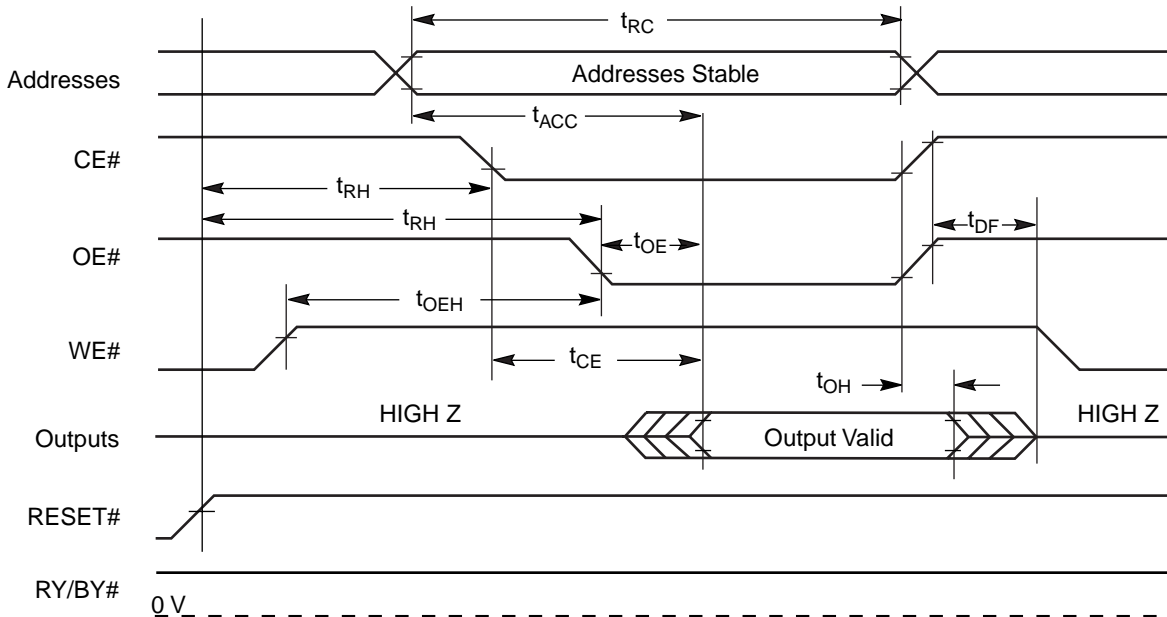 tRC
Addresses
Addresses Stable
tACC
CE#
tRH
tRH
tOE
tDF
OE#
tOEH
WE#
tCE
tOH
HIGH Z
HIGH Z
Outputs
Output Valid
RESET#
RY/BY#
0 V